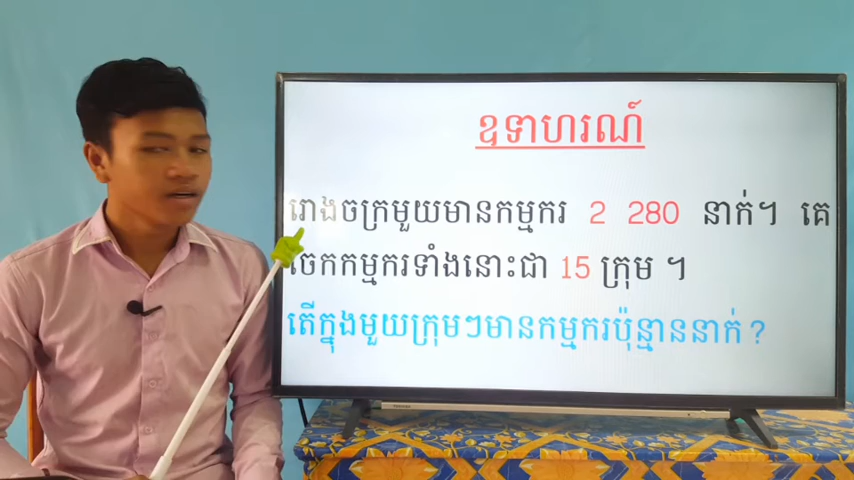 ឧទាហរណ៍
រោងចក្រមួយមានកម្មករ 2 280 នាក់។ គេ
ចែកកម្មករទាំងនោះជា 15 ក្រុម ។
តើក្នុងមួយក្រុមៗមានកម្មករប៉ុន្មាននាក់ ?